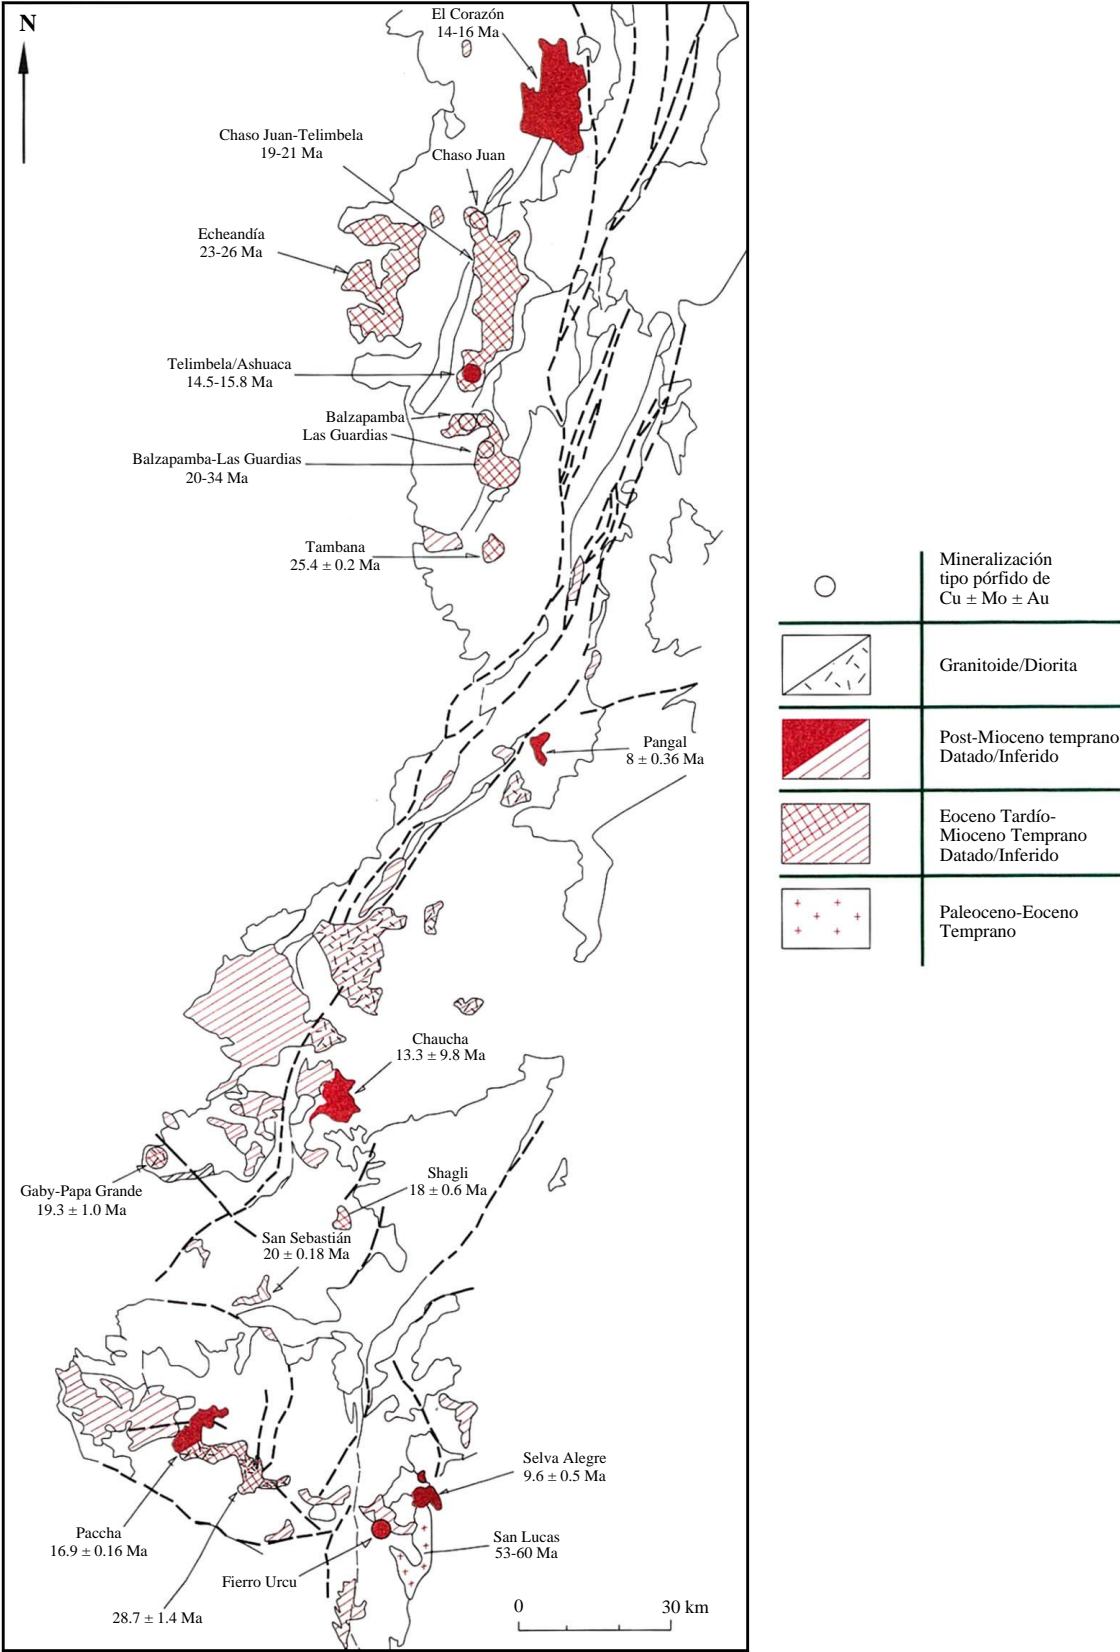 N
El Corazón
14-16 Ma
Chaso Juan-Telimbela
19-21 Ma
Chaso Juan
Echeandía
23-26 Ma
Telimbela/Ashuaca
14.5-15.8 Ma
Balzapamba
Las Guardias
Balzapamba-Las Guardias
20-34 Ma
Tambana
25.4 ± 0.2 Ma
Pangal
8 ± 0.36 Ma
Chaucha
13.3 ± 9.8 Ma
Gaby-Papa Grande
19.3 ± 1.0 Ma
Shagli
18 ± 0.6 Ma
San Sebastián
20 ± 0.18 Ma
Selva Alegre
9.6 ± 0.5 Ma
Paccha
16.9 ± 0.16 Ma
San Lucas
53-60 Ma
Fierro Urcu
28.7 ± 1.4 Ma
0 30 km
Mineralización
tipo pórfido de
Cu ± Mo ± Au
Granitoide/Diorita
Post-Mioceno temprano
Datado/Inferido
Eoceno Tardío-
Mioceno Temprano
Datado/Inferido
Paleoceno-Eoceno
Temprano